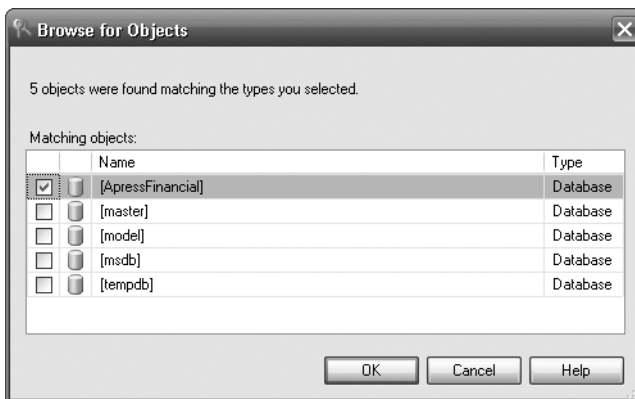 Browse for Objects
5 objects were found matching the types you selected.
Matching objects:
Name Type
[ApressFinancial] Database
[master] Database
[model] Database
[msdb] Database
[tempdb] Database
OK Cancel Help